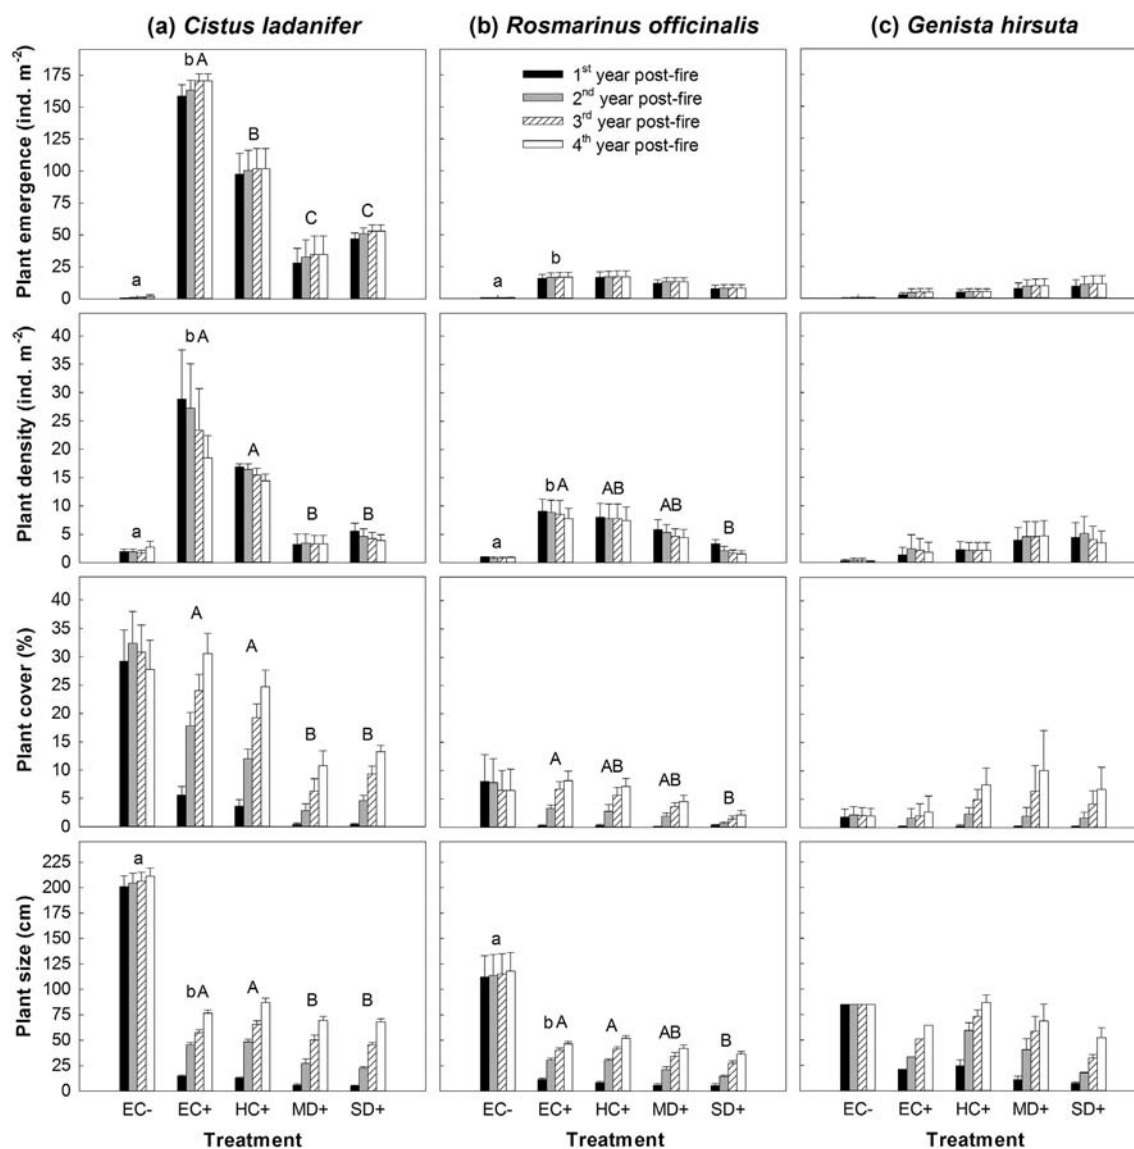 (a) Cistus ladanifer
(b) Rosmarinus officinalis
(c) Genista hirsuta
Plant emergence (ind. m⁻²)
175
150
125
100
75
50
25
0
a
b A
B
C
C
1st year post-fire
2nd year post-fire
3rd year post-fire
4th year post-fire
a
b
Plant density (ind. m⁻²)
40
35
30
25
20
15
10
5
0
a
b A
A
B
B
a
b A
AB
AB
B
Plant cover (%)
40
35
30
25
20
15
10
5
0
A
A
B
B
A
AB
AB
B
Plant size (cm)
225
200
175
150
125
100
75
50
25
0
a
b A
A
B
B
a
b A
A
AB
B
EC- EC+ HC+ MD+ SD+
EC- EC+ HC+ MD+ SD+
EC- EC+ HC+ MD+ SD+
Treatment
Treatment
Treatment